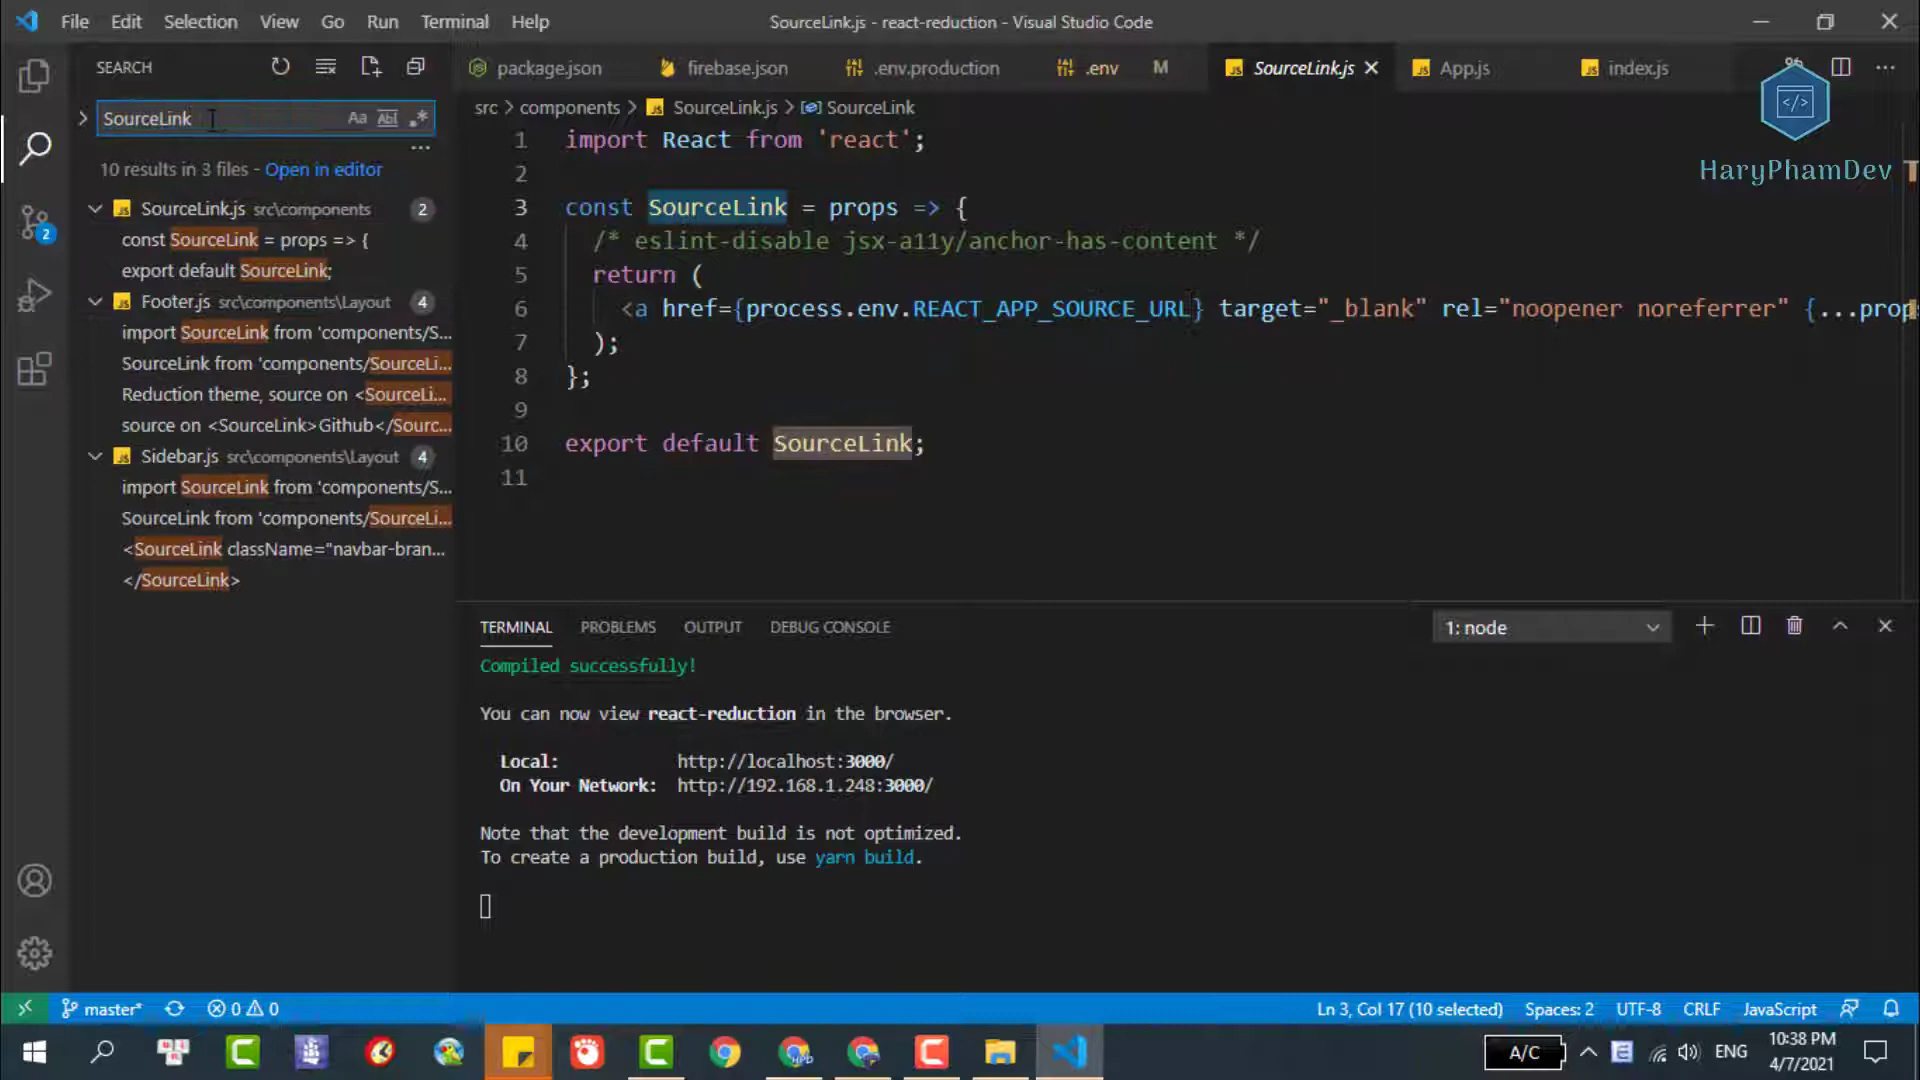 File Edit Selection View Go Run Terminal Help
SourceLink.js - react-reduction - Visual Studio Code
SEARCH
package.json
firebase.json
.env.production
.env M
SourceLink.js
App.js
index.js
SourceLink
Aa
10 results in 3 files - Open in editor
SourceLink.js src\components 2
const SourceLink = props => {
export default SourceLink;
Footer.js src\components\Layout 4
import SourceLink from 'components/S...
SourceLink from 'components/SourceLi...
Reduction theme, source on <SourceLi...
source on <SourceLink>Github</Sourc...
Sidebar.js src\components\Layout 4
import SourceLink from 'components/S...
SourceLink from 'components/SourceLi...
<SourceLink className="navbar-bran...
</SourceLink>
2
src > components > SourceLink.js > SourceLink
1 import React from 'react';
2
3 const SourceLink = props => {
4 /* eslint-disable jsx-a11y/anchor-has-content */
5 return (
6 <a href={process.env.REACT_APP_SOURCE_URL} target="_blank" rel="noopener noreferrer" {...prop
7 );
8 };
9
10 export default SourceLink;
11
</>
HaryPhamDev
TERMINAL PROBLEMS OUTPUT DEBUG CONSOLE
1: node
Compiled successfully!
You can now view react-reduction in the browser.
Local: http://localhost:3000/
On Your Network: http://192.168.1.248:3000/
Note that the development build is not optimized.
To create a production build, use yarn build.
master* 0 0
Ln 3, Col 17 (10 selected) Spaces: 2 UTF-8 CRLF JavaScript
A/C
ENG
10:38 PM
4/7/2021